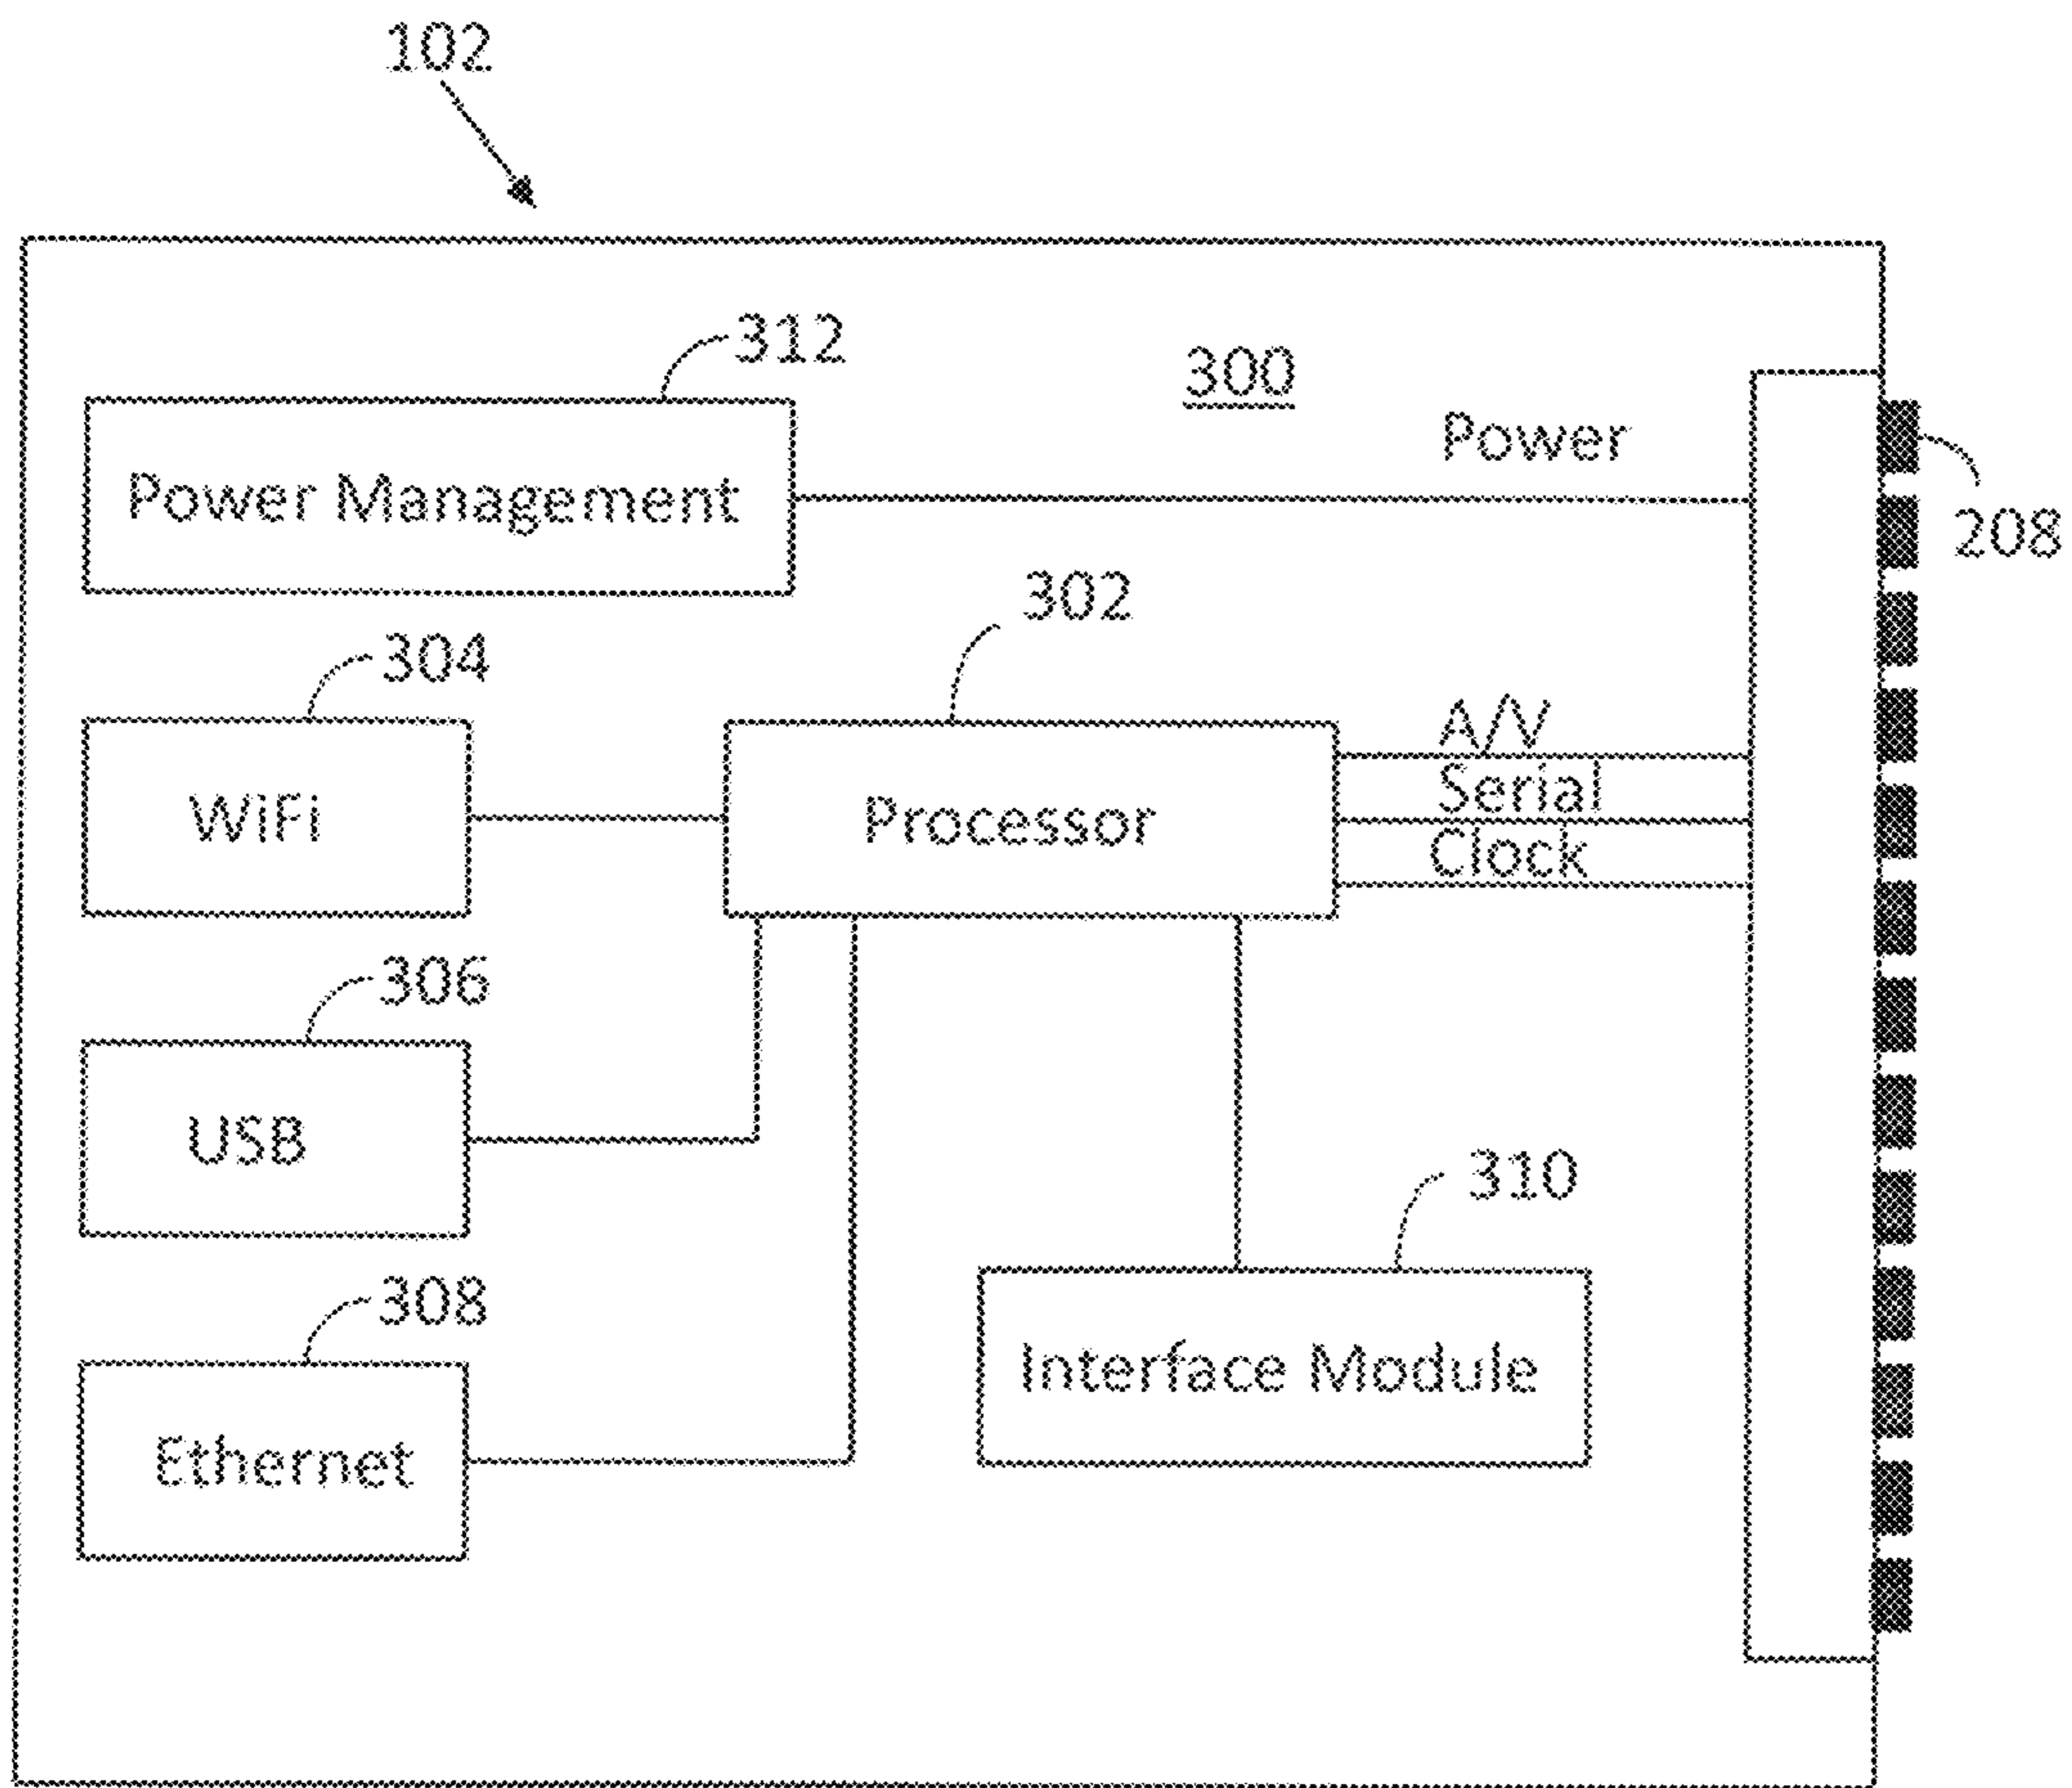 102
312
300
Power
Power Management
208
302
304
A/V
WiFi
Processor
Serial
Clock
306
USB
310
308
Interface Module
Ethernet